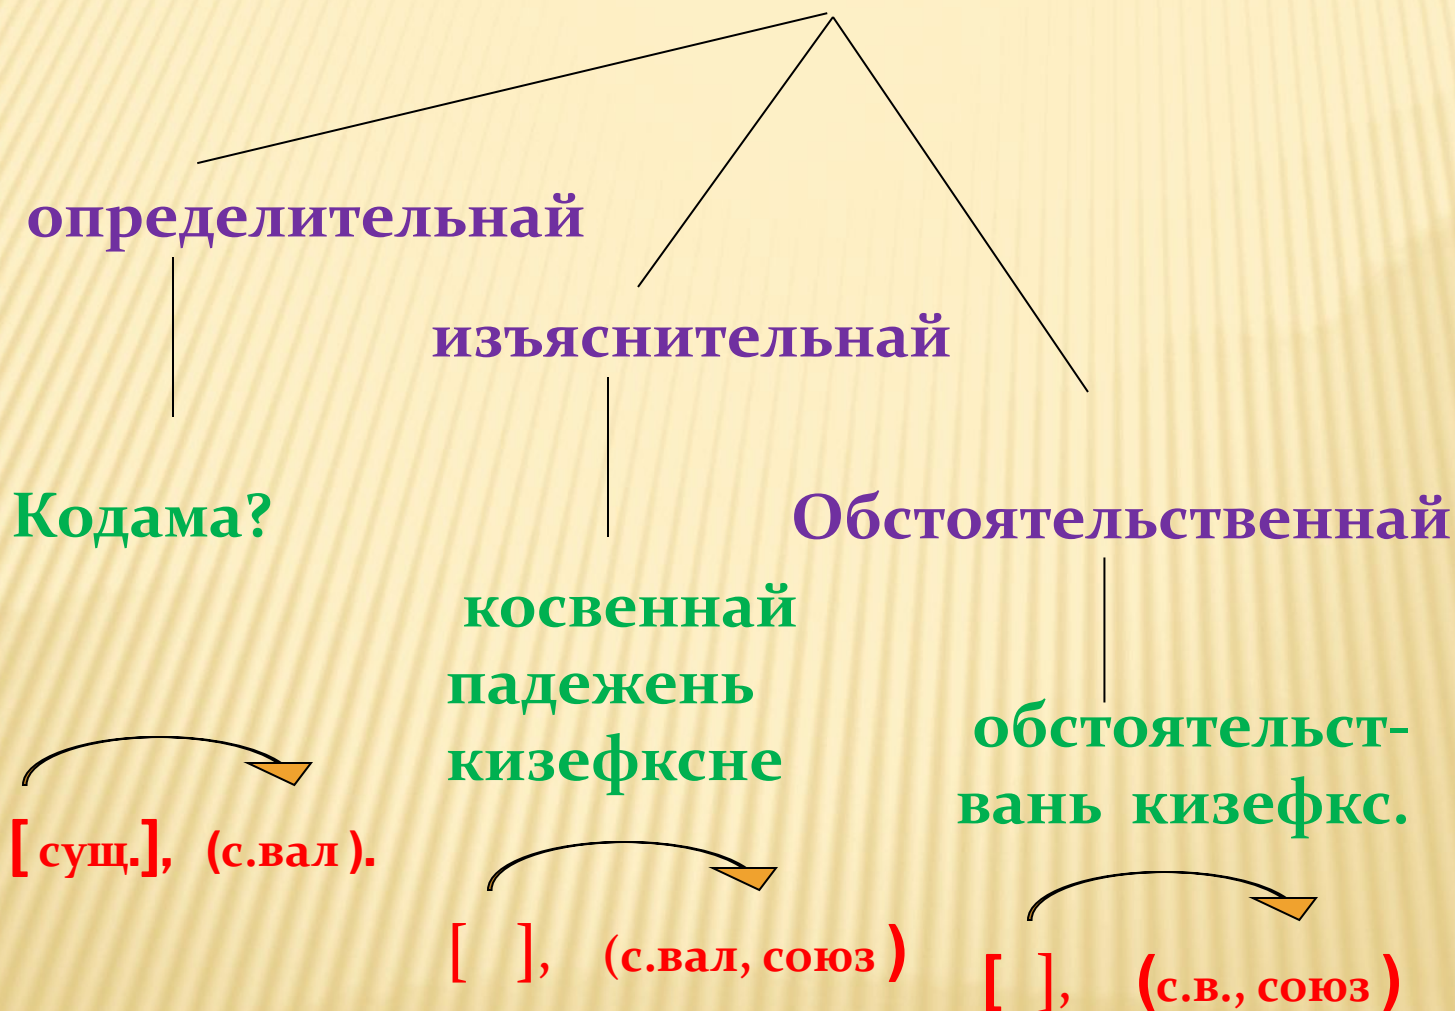 определительнай
изъяснительнай
Кодама?
Обстоятельственнай
косвеннай
падежень
кизефксне
обстоятельст-
вань кизефкс.
[ сущ.], (с.вал ).
[ ], (с.вал, союз )
[ ], (с.в., союз )